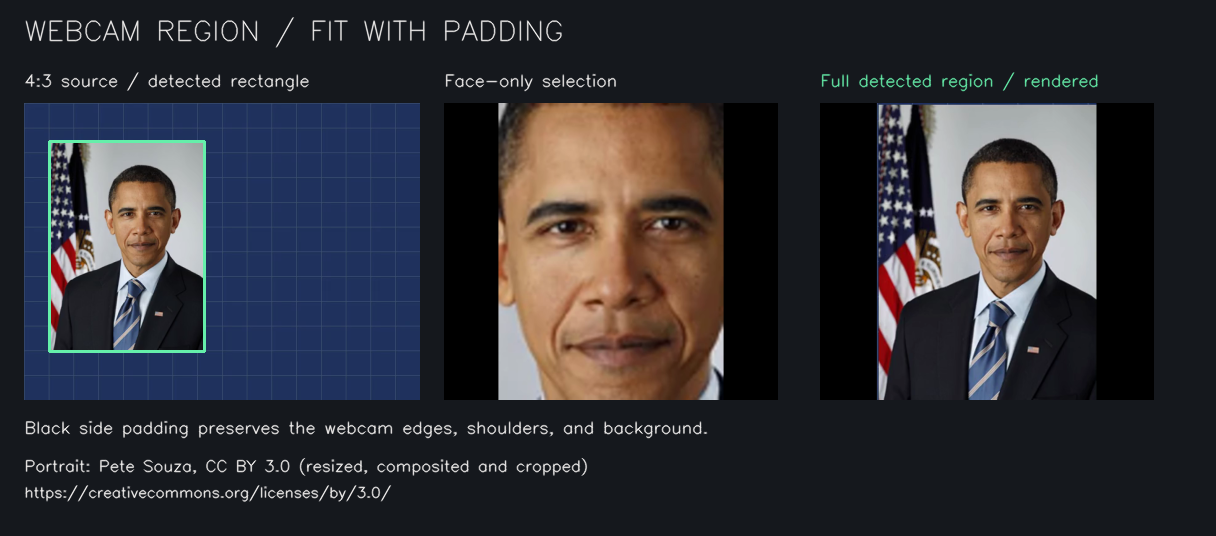 WEBCAM REGION / FIT WITH PADDING
4:3 source / detected rectangle
Face-only selection
Full detected region / rendered
Black side padding preserves the webcam edges, shoulders, and background.
Portrait: Pete Souza, CC BY 3.0 (resized, composited and cropped)
https://creativecommons.org/licenses/by/3.0/